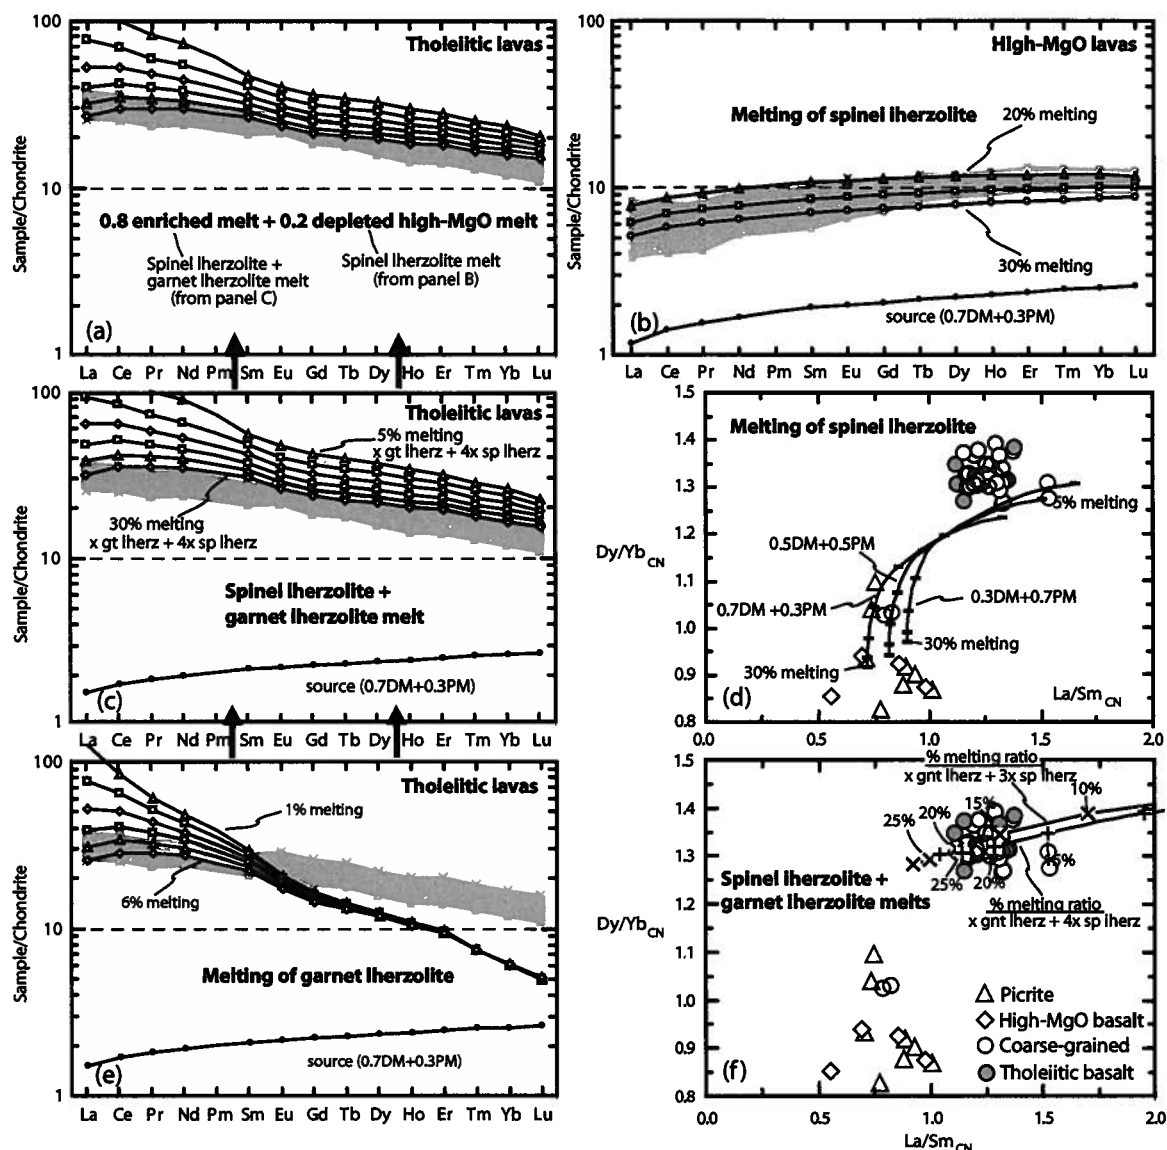 100
Tholeiitic lavas
Sample/Chondrite
10
0.8 enriched melt + 0.2 depleted high-MgO melt
Spinel lherzolite +
garnet lherzolite melt
(from panel C)
Spinel lherzolite melt
(from panel B)
(a)
1
La Ce Pr Nd Pm Sm Eu Gd Tb Dy Ho Er Tm Yb Lu
100
High-MgO lavas
Melting of spinel lherzolite
20% melting
Sample/Chondrite
10
30% melting
source (0.7DM+0.3PM)
(b)
1
La Ce Pr Nd Pm Sm Eu Gd Tb Dy Ho Er Tm Yb Lu
100
Tholeiitic lavas
5% melting
x gt lherz + 4x sp lherz
Sample/Chondrite
30% melting
x gt lherz + 4x sp lherz
10
Spinel lherzolite +
garnet lherzolite melt
source (0.7DM+0.3PM)
(c)
1
La Ce Pr Nd Pm Sm Eu Gd Tb Dy Ho Er Tm Yb Lu
1.5
Melting of spinel lherzolite
1.4
1.3
5% melting
1.2
Dy/YbCN
0.5DM+0.5PM
1.1
0.7DM+0.3PM
0.3DM+0.7PM
1.0
30% melting
0.9
30% melting
(d)
La/SmCN
0.8
0.0 0.5 1.0 1.5 2.0
100
Tholeiitic lavas
1% melting
Sample/Chondrite
6% melting
10
Melting of garnet lherzolite
source (0.7DM+0.3PM)
(e)
1
La Ce Pr Nd Pm Sm Eu Gd Tb Dy Ho Er Tm Yb Lu
1.5
% melting ratio
x gnt lherz + 3x sp lherz
10%
15%
20%
25%
1.4
1.3
25%
20%
15%
Spinel lherzolite +
garnet lherzolite melts
% melting ratio
x gnt lherz + 4x sp lherz
1.2
Dy/YbCN
1.1
1.0
Picrite
High-MgO basalt
0.9
Coarse-grained
Tholeiitic basalt
(f)
0.8
0.0 0.5 1.0 1.5 2.0
La/SmCN